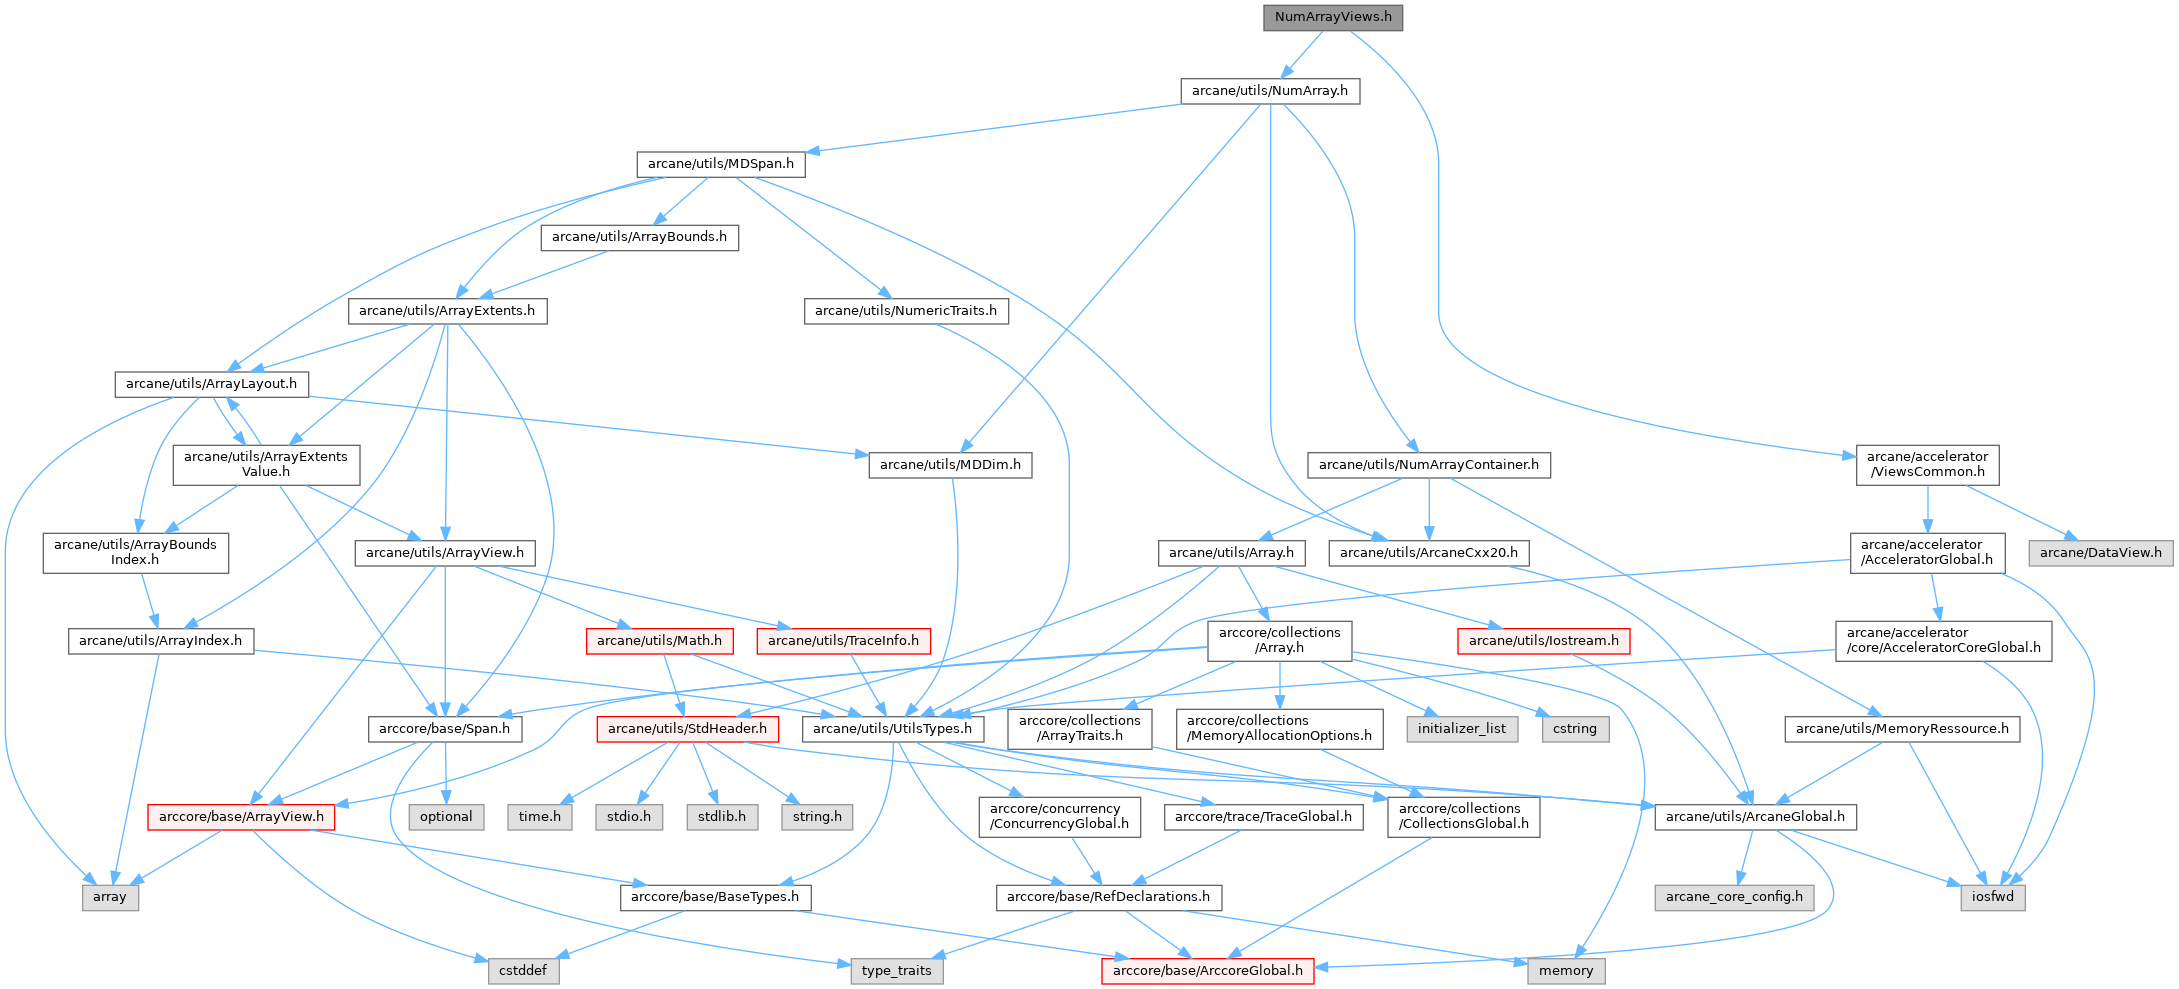 NumArrayViews.h
arcane/utils/NumArray.h
arcane/utils/MDSpan.h
arcane/utils/ArrayBounds.h
arcane/utils/ArrayExtents.h
arcane/utils/NumericTraits.h
arcane/utils/ArrayLayout.h
arcane/utils/ArrayExtents
Value.h
arcane/utils/MDDim.h
arcane/utils/NumArrayContainer.h
arcane/accelerator
/ViewsCommon.h
arcane/utils/ArrayBounds
Index.h
arcane/utils/ArrayView.h
arcane/utils/Array.h
arcane/utils/ArcaneCxx20.h
arcane/accelerator
/AcceleratorGlobal.h
arcane/DataView.h
arcane/utils/ArrayIndex.h
arcane/utils/Math.h
arcane/utils/TraceInfo.h
arccore/collections
/Array.h
arcane/utils/Iostream.h
arcane/accelerator
/core/AcceleratorCoreGlobal.h
arccore/base/Span.h
arcane/utils/StdHeader.h
arcane/utils/UtilsTypes.h
arccore/collections
/ArrayTraits.h
arccore/collections
/MemoryAllocationOptions.h
initializer_list
cstring
arcane/utils/MemoryRessource.h
arccore/base/ArrayView.h
optional
time.h
stdio.h
stdlib.h
string.h
arccore/concurrency
/ConcurrencyGlobal.h
arccore/trace/TraceGlobal.h
arccore/collections
/CollectionsGlobal.h
arcane/utils/ArcaneGlobal.h
array
arccore/base/BaseTypes.h
arccore/base/RefDeclarations.h
arcane_core_config.h
iosfwd
cstddef
type_traits
arccore/base/ArccoreGlobal.h
memory